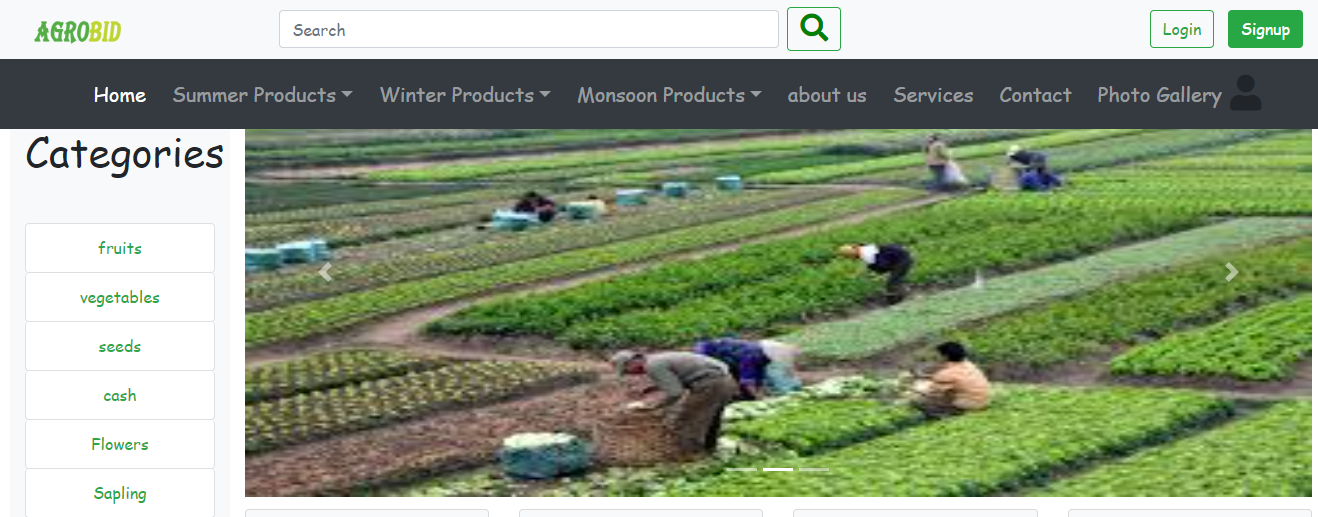 AGROBID
Search
Login
Signup
Home
Summer Products
Winter Products
Monsoon Products
about us
Services
Contact
Photo Gallery
Categories
fruits
vegetables
seeds
cash
Flowers
Sapling